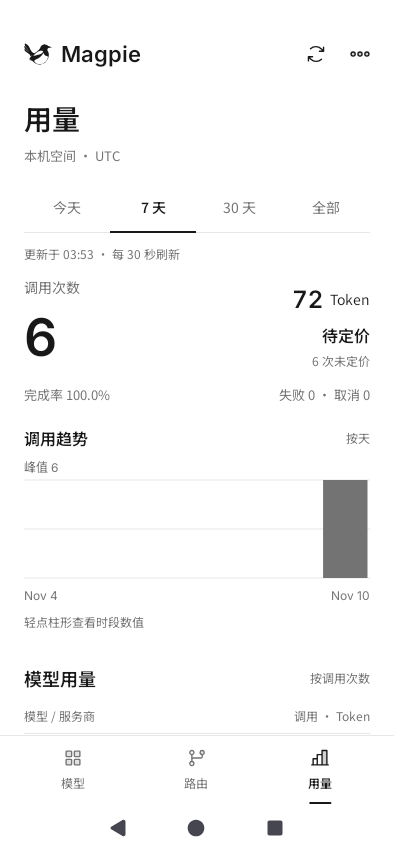 Magpie
用量
本机空间 · UTC
今天 7 天 30 天 全部
更新于 03:53 · 每 30 秒刷新
调用次数
72 Token
6
待定价
6 次未定价
完成率 100.0% 失败 0 · 取消 0
调用趋势 按天
峰值 6
Nov 4 Nov 10
轻点柱形查看时段数值
模型用量 按调用次数
模型 / 服务商 调用 · Token
模型 路由 用量